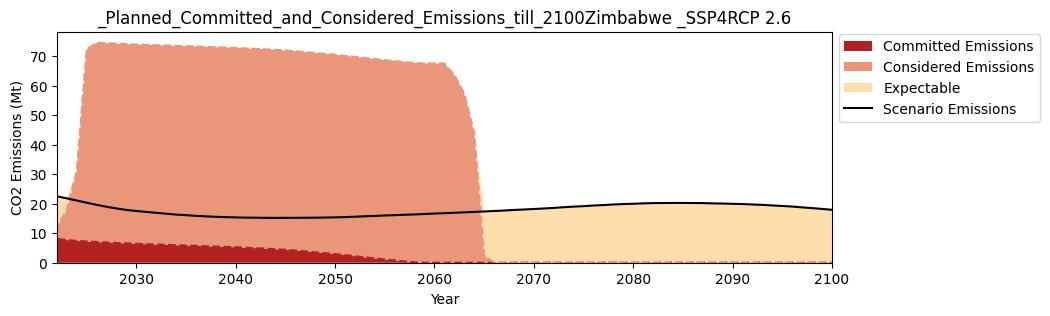 _Planned_Committed_and_Considered_Emissions_till_2100Zimbabwe _SSP4RCP 2.6
CO2 Emissions (Mt)
70
60
50
40
30
20
10
0
2030 2040 2050 2060 2070 2080 2090 2100
Year
Committed Emissions
Considered Emissions
Expectable
Scenario Emissions